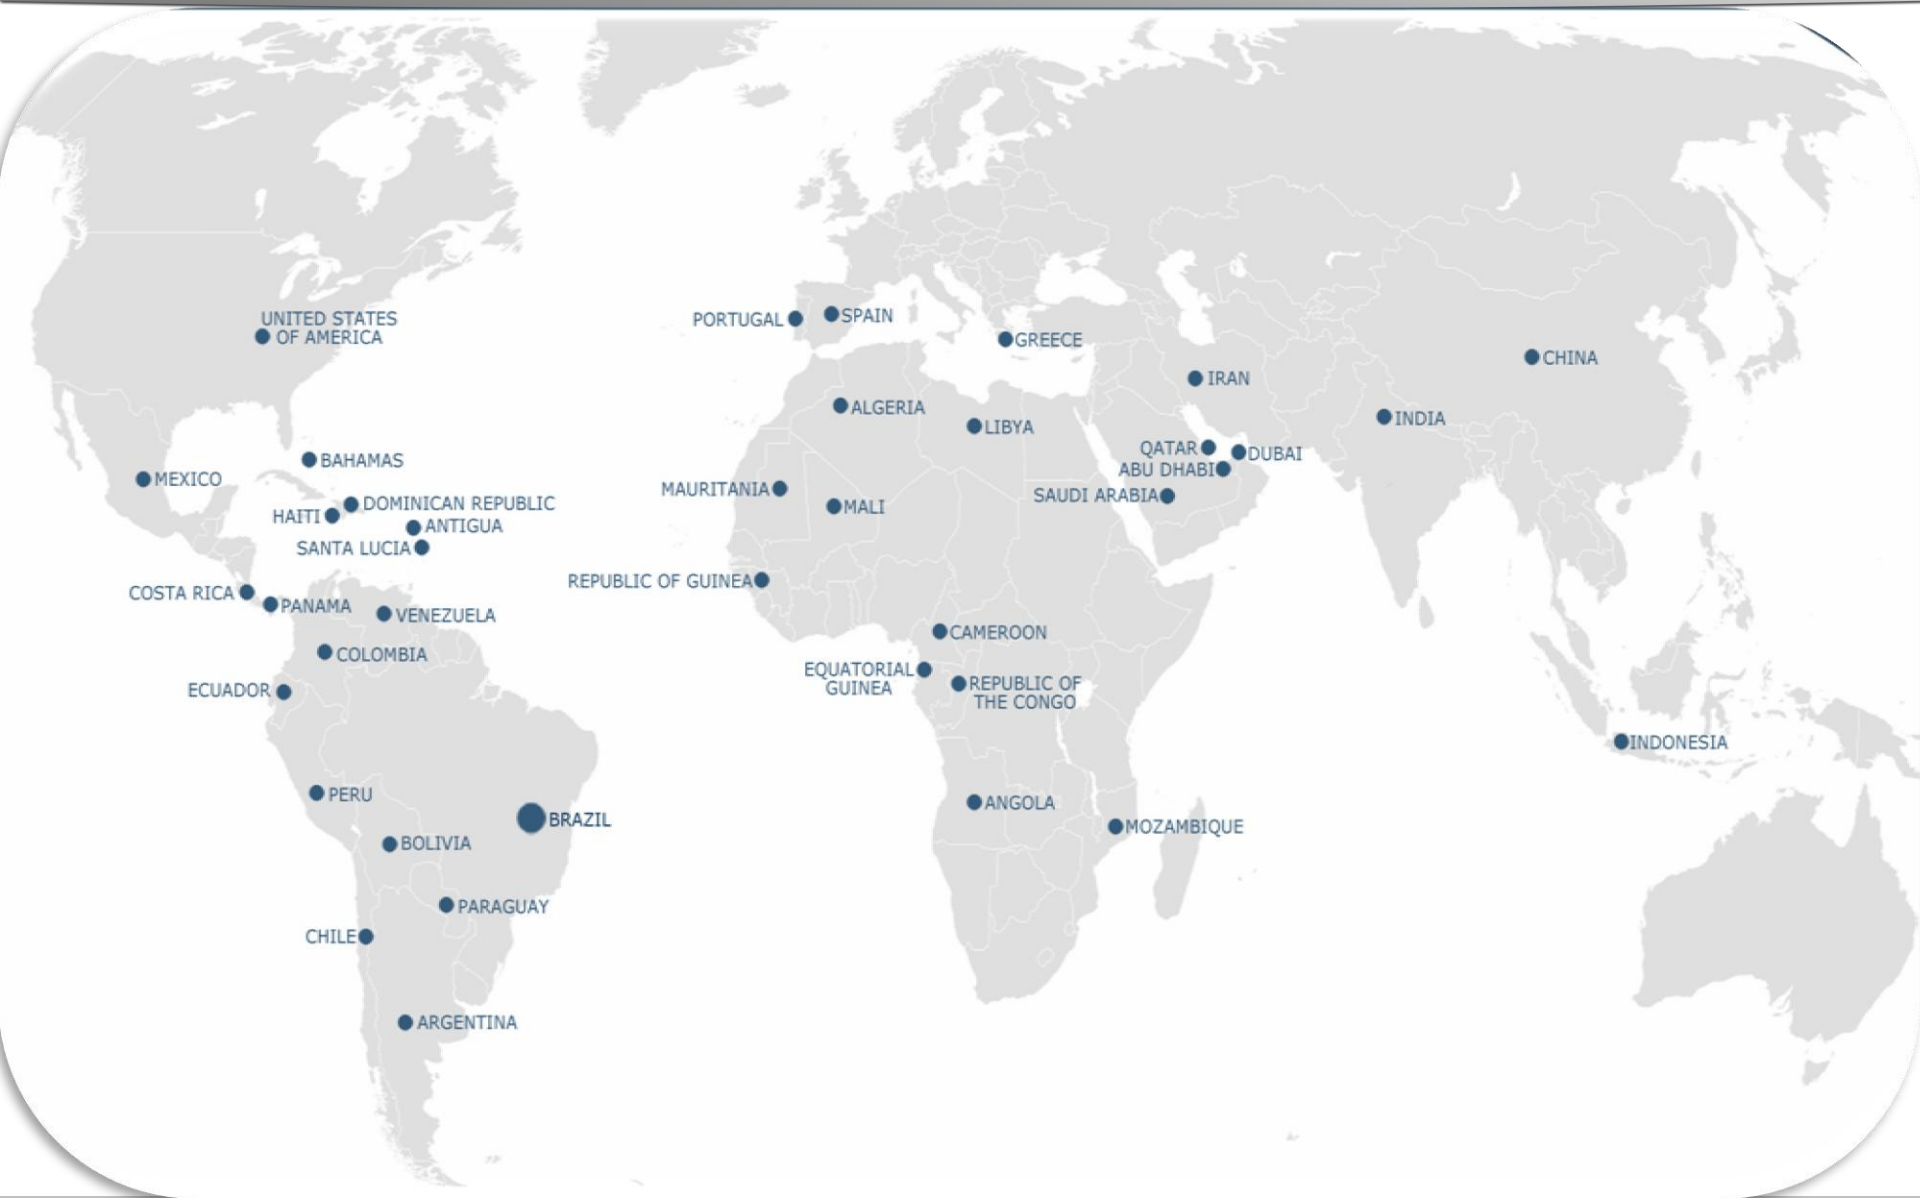 UNITED STATES
OF AMERICA
PORTUGAL
SPAIN
GREECE
CHINA
IRAN
ALGERIA
LIBYA
INDIA
QATAR
DUBAI
BAHAMAS
ABU DHABI
MEXICO
MAURITANIA
SAUDI ARABIA
DOMINICAN REPUBLIC
MALI
HAITI
ANTIGUA
SANTA LUCIA
REPUBLIC OF GUINEA
COSTA RICA
PANAMA
VENEZUELA
CAMEROON
COLOMBIA
EQUATORIAL
GUINEA
REPUBLIC OF
THE CONGO
ECUADOR
INDONESIA
PERU
ANGOLA
BRAZIL
MOZAMBIQUE
BOLIVIA
PARAGUAY
CHILE
ARGENTINA